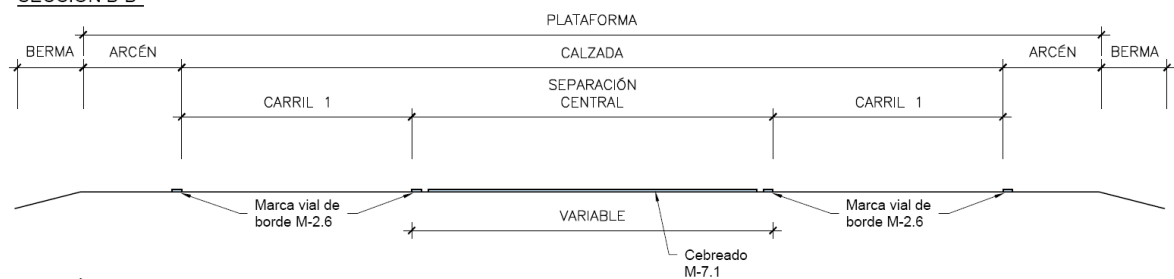 SECCIÓN B-B'
PLATAFORMA
BERMA
ARCÉN
CALZADA
ARCÉN
BERMA
CARRIL 1
SEPARACIÓN
CENTRAL
CARRIL 1
Marca vial de
borde M-2.6
VARIABLE
Marca vial de
borde M-2.6
Cebreado
M-7.1